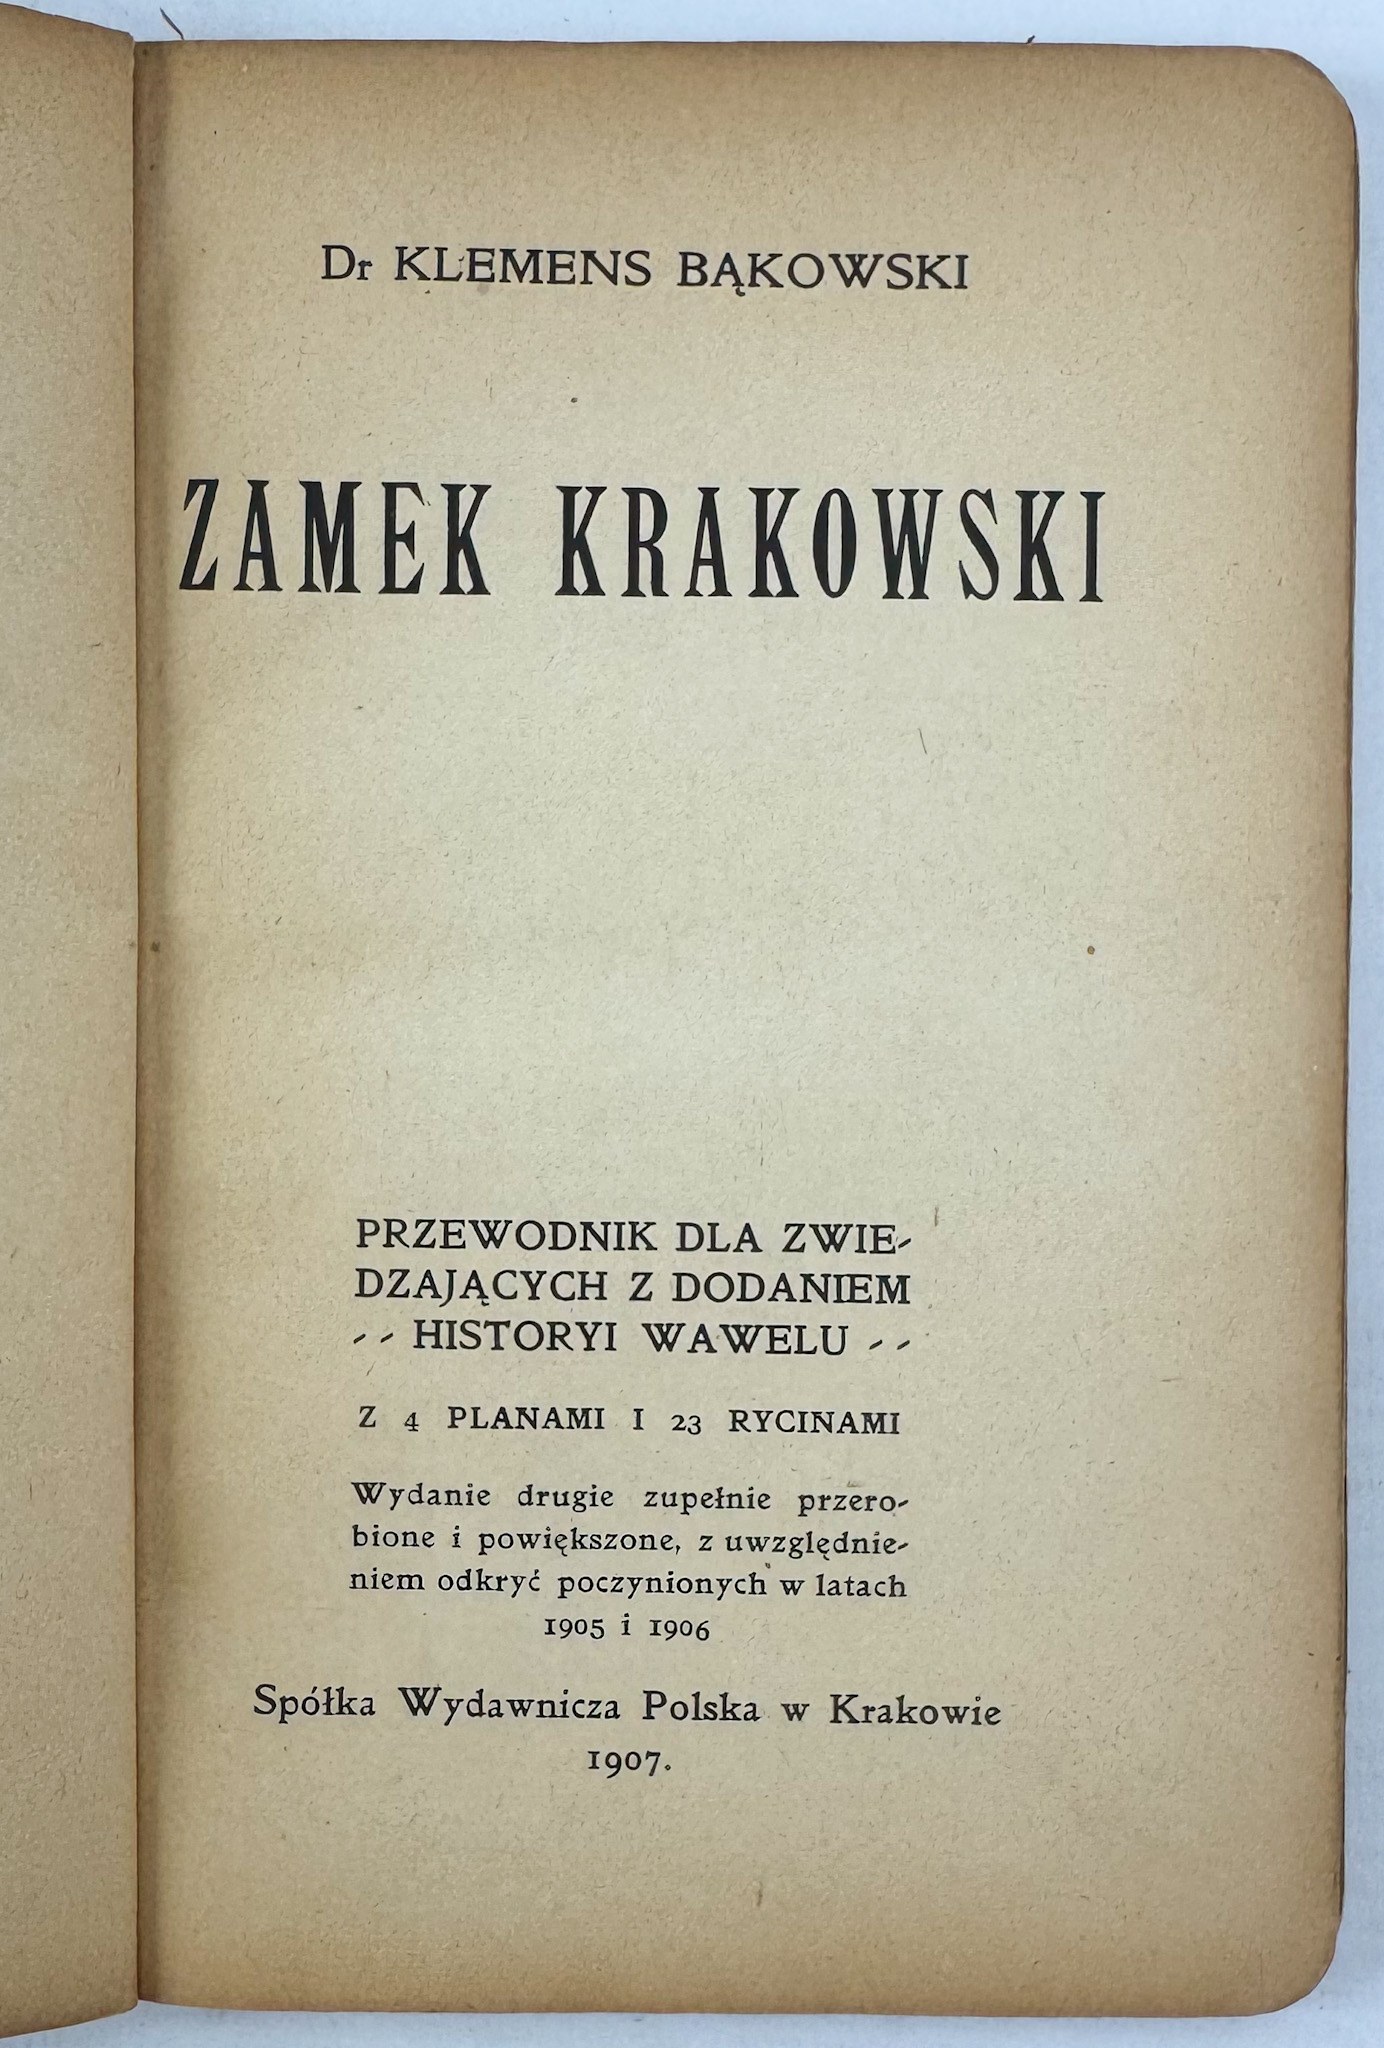 Dr KLEMENS BĄKOWSKI
ZAMEK KRAKOWSKI
PRZEWODNIK DLA ZWIE-
DZAJĄCYCH Z DODANIEM
- - HISTORYI WAWELU - -
Z 4 PLANAMI I 23 RYCINAMI
Wydanie drugie zupełnie przero-
bione i powiększone, z uwzględnie-
niem odkryć poczynionych w latach
1905 i 1906
Spółka Wydawnicza Polska w Krakowie
1907.